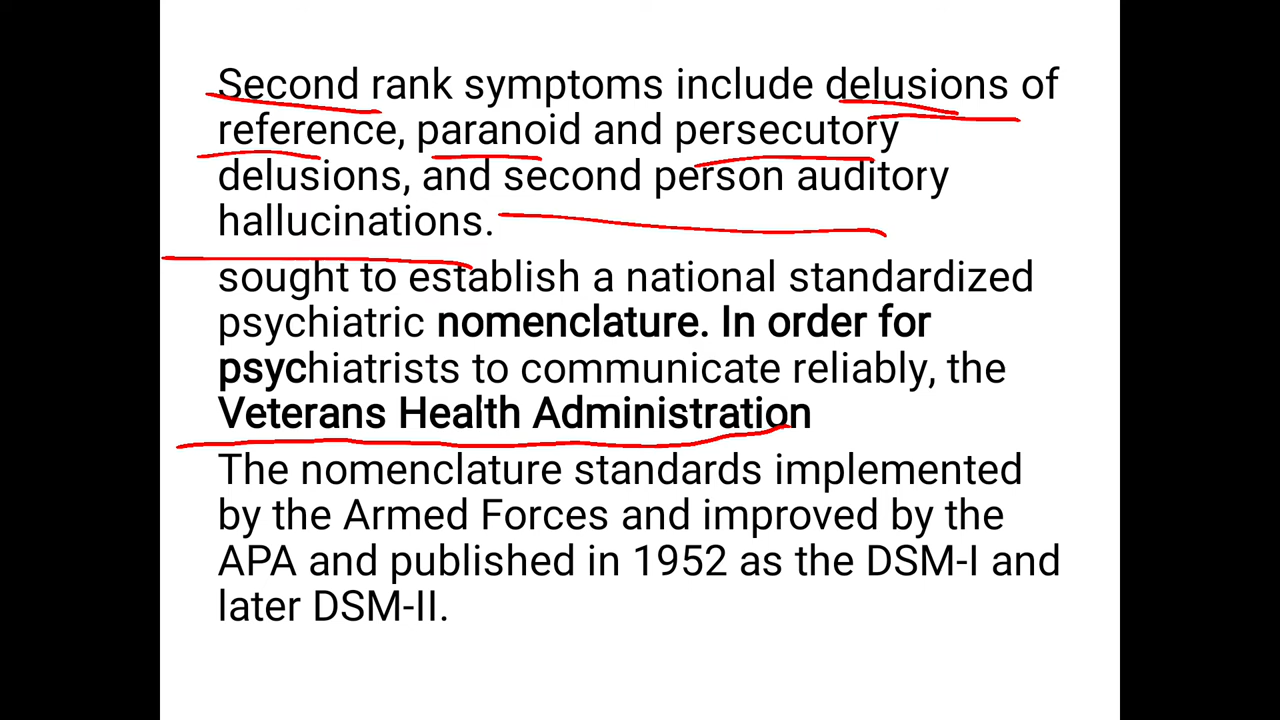 Second rank symptoms include delusions of
reference, paranoid and persecutory
delusions, and second person auditory
hallucinations.
sought to establish a national standardized
psychiatric nomenclature. In order for
psychiatrists to communicate reliably, the
Veterans Health Administration
The nomenclature standards implemented
by the Armed Forces and improved by the
APA and published in 1952 as the DSM-I and
later DSM-II.